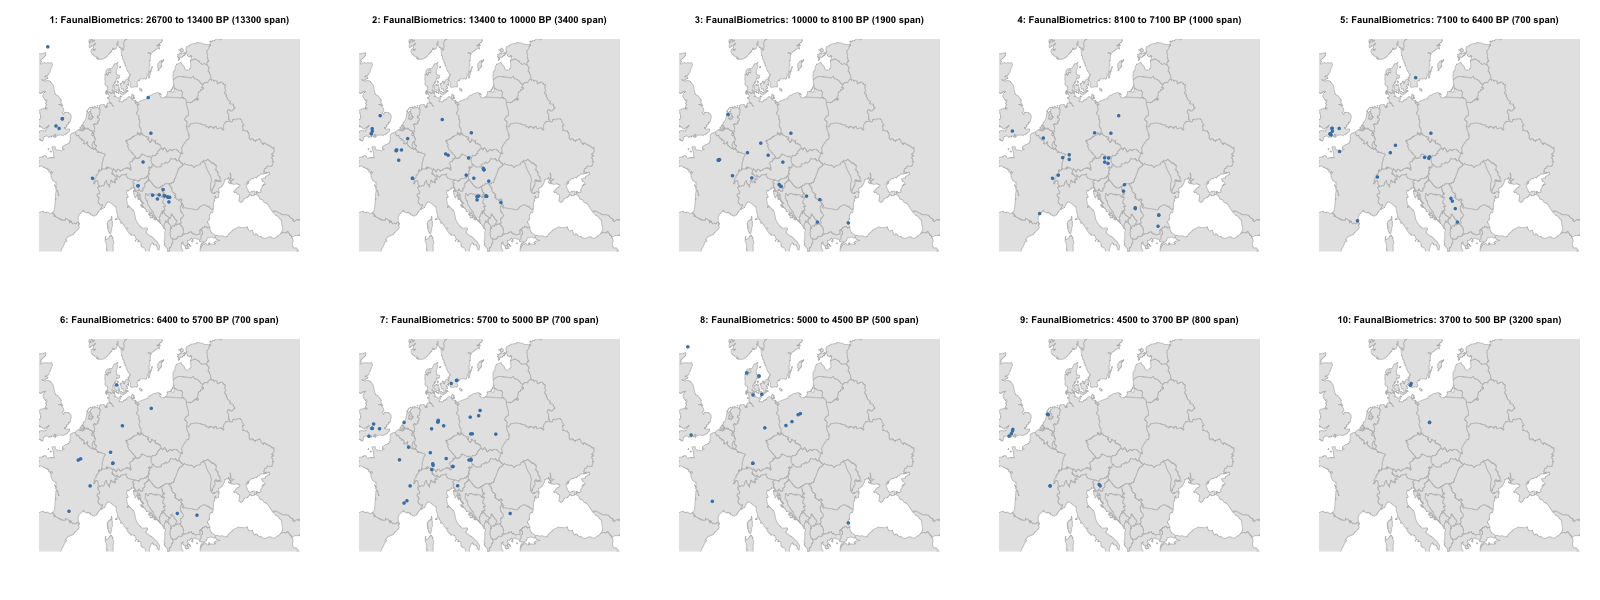 1: FaunalBiometrics: 26700 to 13400 BP (13300 span)
2: FaunalBiometrics: 13400 to 10000 BP (3400 span)
3: FaunalBiometrics: 10000 to 8100 BP (1900 span)
4: FaunalBiometrics: 8100 to 7100 BP (1000 span)
5: FaunalBiometrics: 7100 to 6400 BP (700 span)
6: FaunalBiometrics: 6400 to 5700 BP (700 span)
7: FaunalBiometrics: 5700 to 5000 BP (700 span)
8: FaunalBiometrics: 5000 to 4500 BP (500 span)
9: FaunalBiometrics: 4500 to 3700 BP (800 span)
10: FaunalBiometrics: 3700 to 500 BP (3200 span)